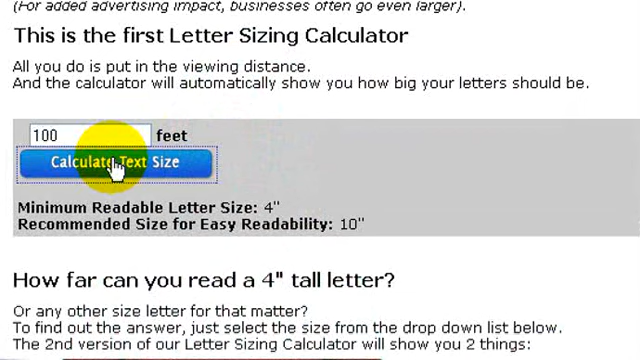 (For added advertising impact, businesses often go even larger).
This is the first Letter Sizing Calculator
All you do is put in the viewing distance.
And the calculator will automatically show you how big your letters should be.
100 feet
Calculate Text Size
Minimum Readable Letter Size: 4"
Recommended Size for Easy Readability: 10"
How far can you read a 4" tall letter?
Or any other size letter for that matter?
To find out the answer, just select the size from the drop down list below.
The 2nd version of our Letter Sizing Calculator will show you 2 things: